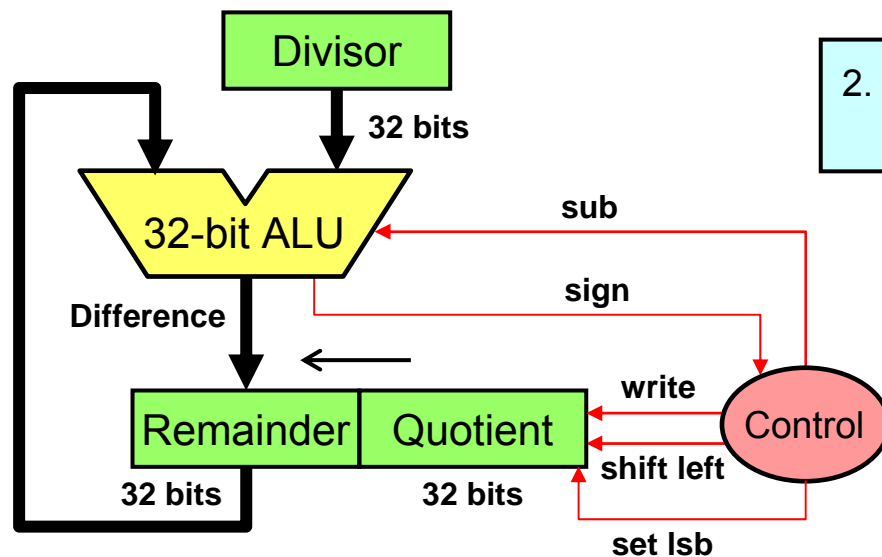 Divisor
2.
32 bits
sub
32-bit ALU
sign
Difference
write
Remainder
Quotient
Control
shift left
32 bits
32 bits
set lsb